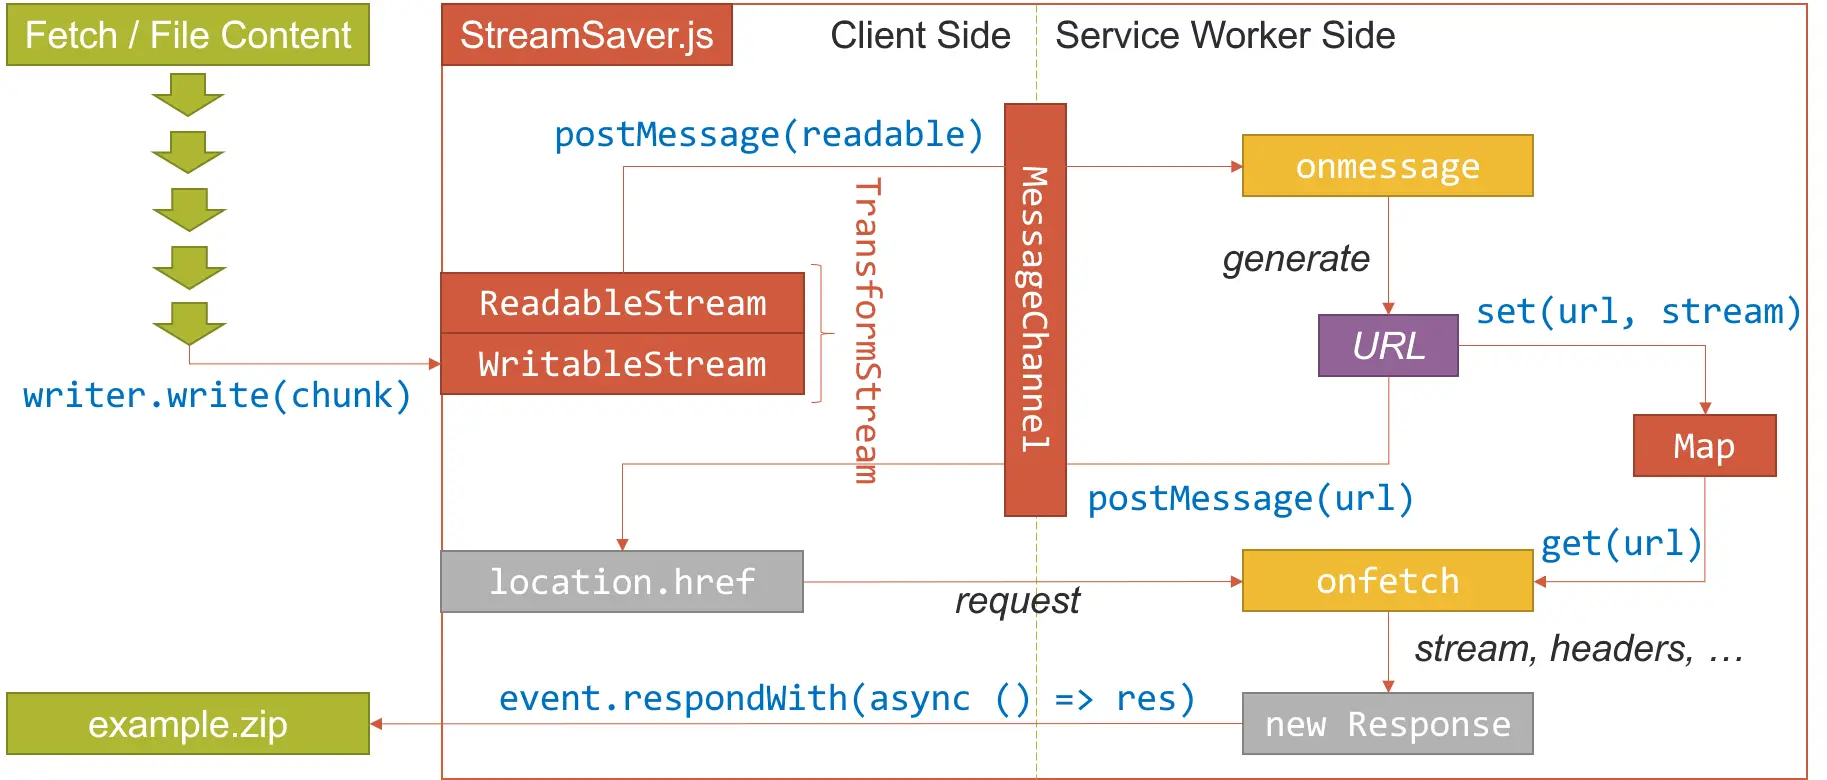 Fetch / File Content
StreamSaver.js
Client Side
Service Worker Side
postMessage(readable)
onmessage
MessageChannel
TransformStream
generate
ReadableStream
WritableStream
URL
set(url, stream)
writer.write(chunk)
Map
postMessage(url)
get(url)
location.href
request
onfetch
stream, headers, …
event.respondWith(async () => res)
example.zip
new Response